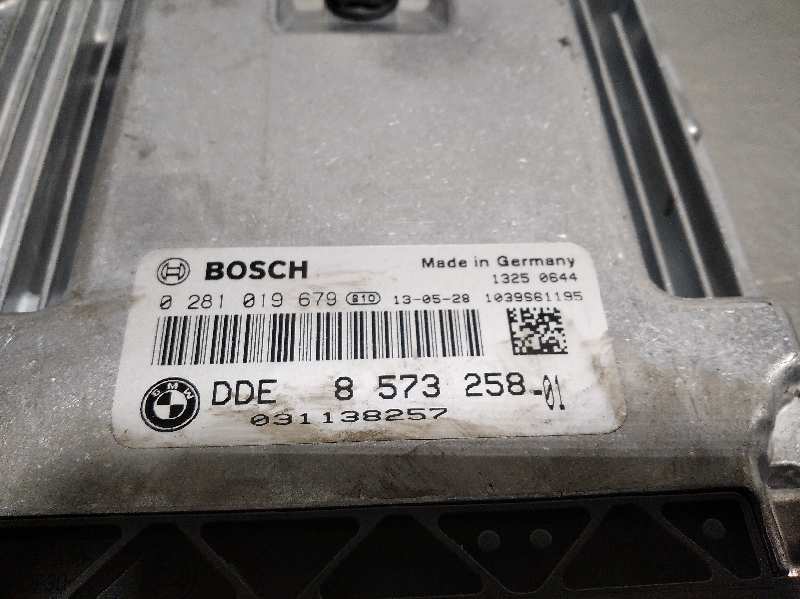 BOSCH Made in Germany
1325 0644
0 281 019 679 810 13-05-28 1039S61195
BMW DDE 8 573 258-01
031138257